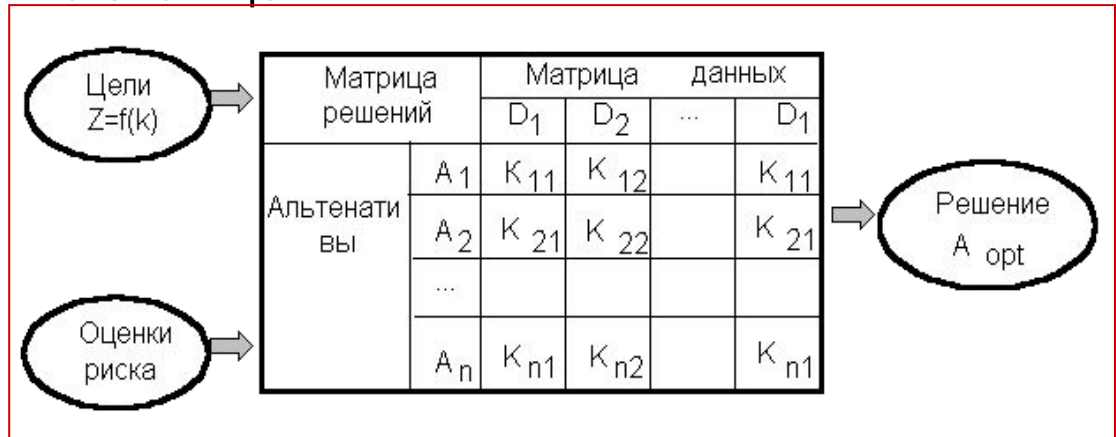 Цели
Z=f(k)
Матрица решений
Матрица данных
D1 D2 ... D1
Альтенати
вы
A1 K11 K12 K11
A2 K21 K22 K21
...
An Kn1 Kn2 Kn1
Оценки
риска
Решение
A opt